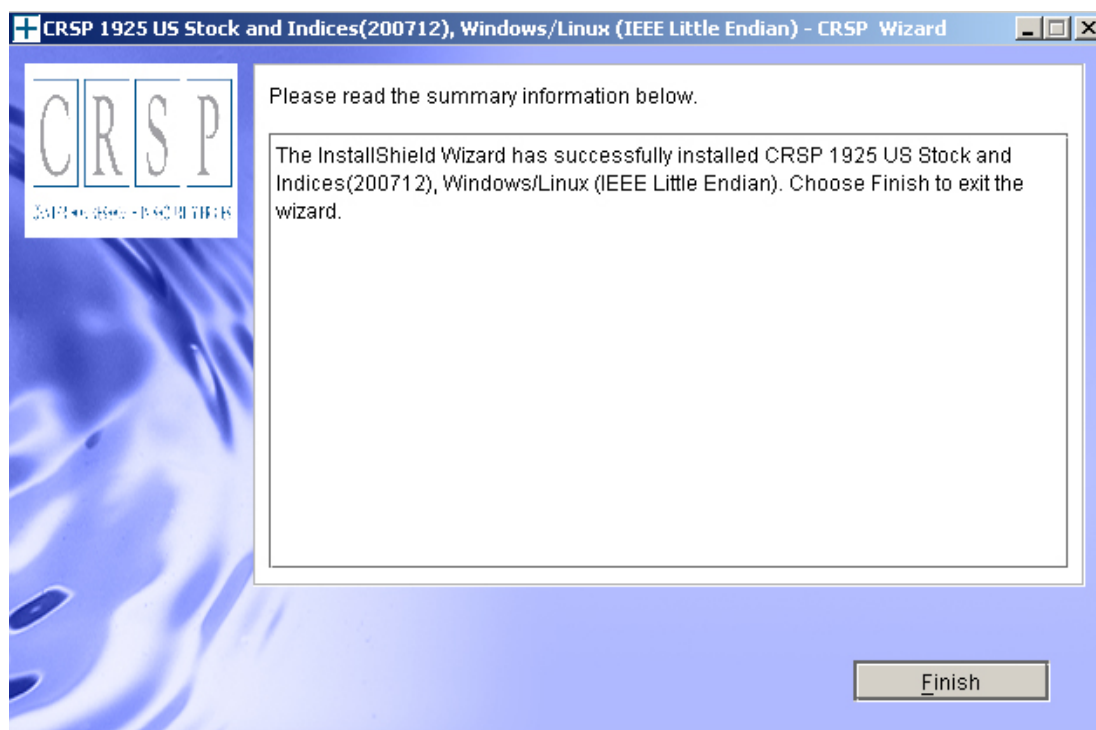 CRSP 1925 US Stock and Indices(200712), Windows/Linux (IEEE Little Endian) - CRSP Wizard
CRSP
Please read the summary information below.
The InstallShield Wizard has successfully installed CRSP 1925 US Stock and
Indices(200712), Windows/Linux (IEEE Little Endian). Choose Finish to exit the
wizard.
Finish